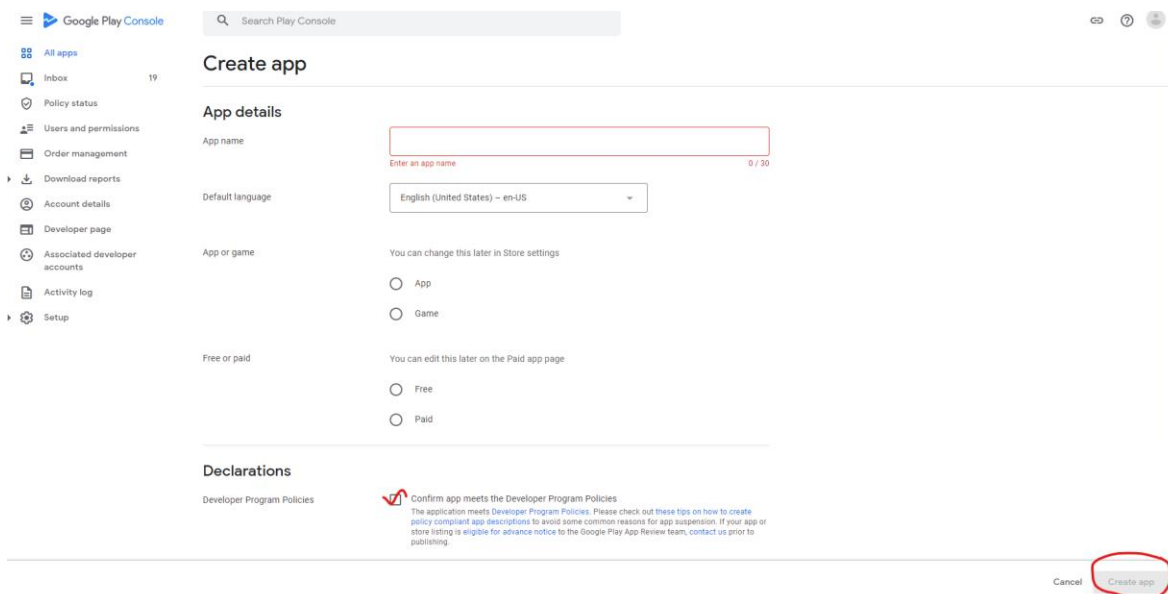 Google Play Console
Search Play Console
All apps
Inbox 19
Policy status
Users and permissions
Order management
Download reports
Account details
Developer page
Associated developer
accounts
Activity log
Setup
Create app
App details
App name
Enter an app name 0 / 30
Default language English (United States) – en-US
App or game You can change this later in Store settings
App
Game
Free or paid You can edit this later on the Paid app page
Free
Paid
Declarations
Developer Program Policies Confirm app meets the Developer Program Policies
The application meets Developer Program Policies. Please check out these tips on how to create
policy compliant app descriptions to avoid some common reasons for app suspension. If your app or
store listing is eligible for advance notice to the Google Play App Review team, contact us prior to
publishing.
Cancel Create app